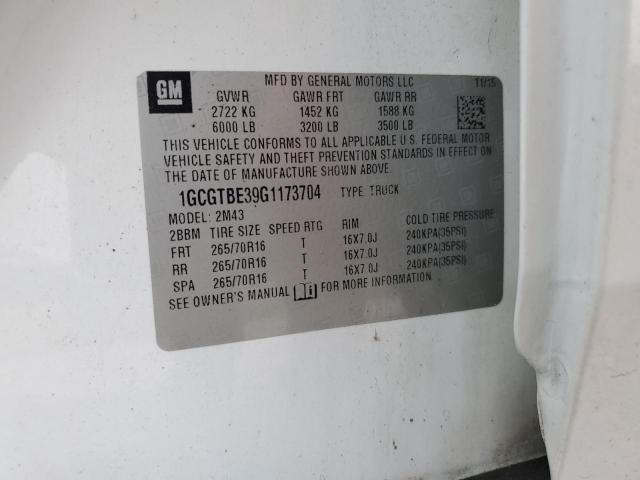 GM
MFD BY GENERAL MOTORS LLC 11/15
GVWR GAWR FRT GAWR RR
2722 KG 1452 KG 1588 KG
6000 LB 3200 LB 3500 LB
THIS VEHICLE CONFORMS TO ALL APPLICABLE U.S. FEDERAL MOTOR
VEHICLE SAFETY AND THEFT PREVENTION STANDARDS IN EFFECT ON
THE DATE OF MANUFACTURE SHOWN ABOVE.
1GCGTBE39G1173704 TYPE: TRUCK
MODEL: 2M43
2BBM TIRE SIZE SPEED RTG RIM COLD TIRE PRESSURE
FRT 265/70R16 T 16X7.0J 240KPA(35PSI)
RR 265/70R16 T 16X7.0J 240KPA(35PSI)
SPA 265/70R16 T 16X7.0J 240KPA(35PSI)
SEE OWNER'S MANUAL FOR MORE INFORMATION.